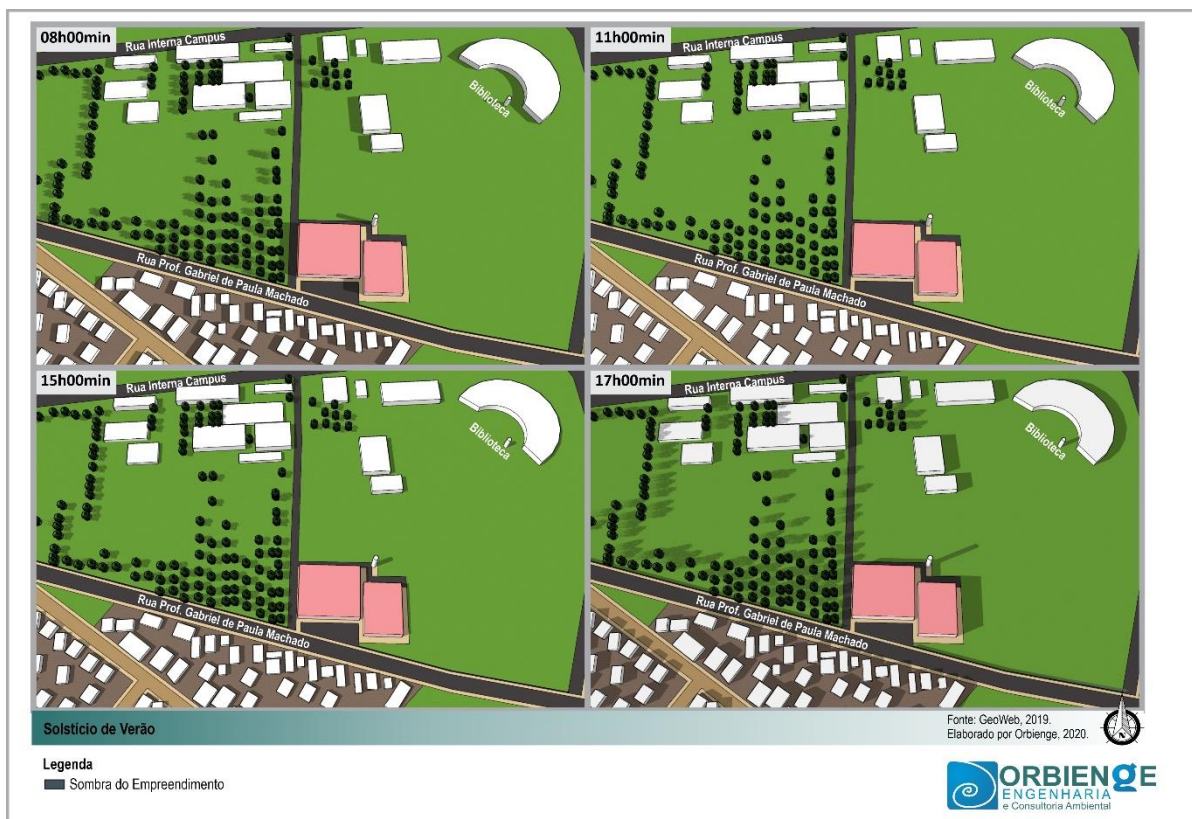 08h00min
Rua Interna Campus
Biblioteca
Rua Prof. Gabriel de Paula Machado
11h00min
Rua Interna Campus
Biblioteca
Rua Prof. Gabriel de Paula Machado
15h00min
Rua Interna Campus
Biblioteca
Rua Prof. Gabriel de Paula Machado
17h00min
Rua Interna Campus
Biblioteca
Rua Prof. Gabriel de Paula Machado
Solstício de Verão
Fonte: GeoWeb, 2019.
Elaborado por Orbienge, 2020.
Legenda
Sombra do Empreendimento
ORBIENGE
ENGENHARIA
e Consultoria Ambiental